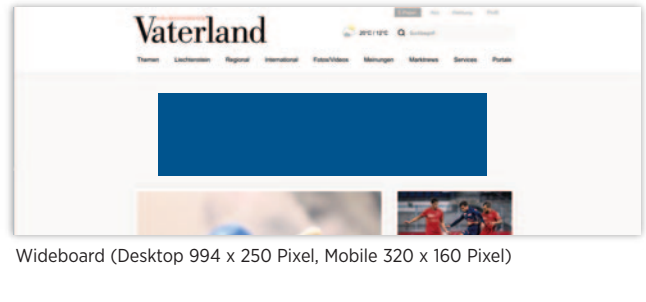 Vaterland
20°C / 12°C
Themen Liechtenstein Regional International Fotos/Videos Meinungen Marktnews Services Portale
Wideboard (Desktop 994 x 250 Pixel, Mobile 320 x 160 Pixel)